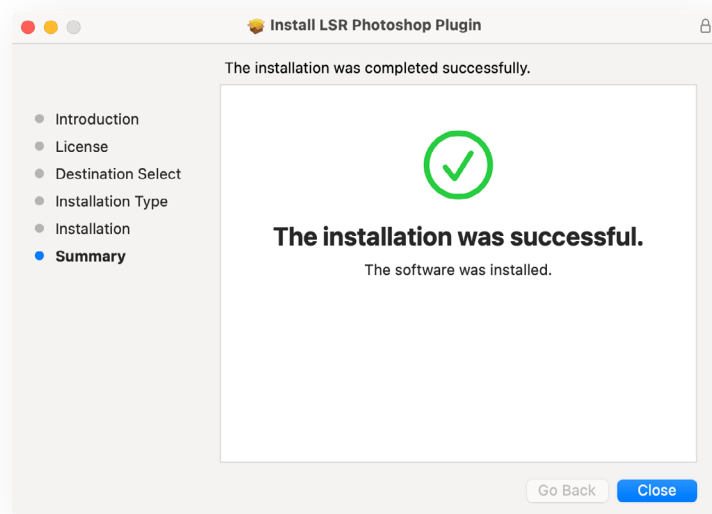 Install LSR Photoshop Plugin
The installation was completed successfully.
Introduction
License
Destination Select
Installation Type
Installation
Summary
The installation was successful.
The software was installed.
Go Back
Close